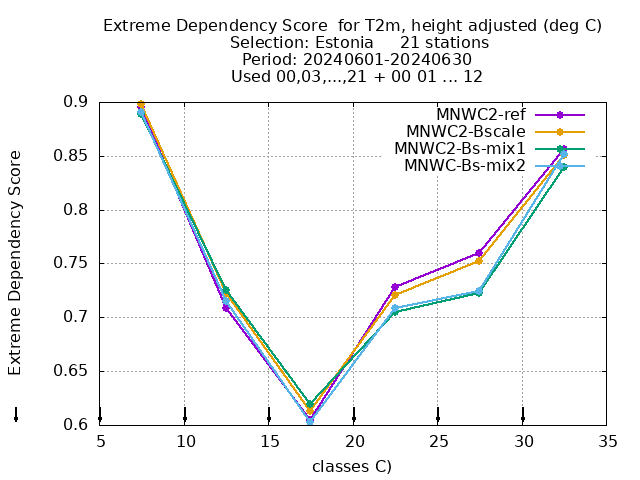 Extreme Dependency Score  for T2m, height adjusted (deg C)
Selection: Estonia     21 stations
Period: 20240601-20240630
Used 00,03,...,21 + 00 01 ... 12
MNWC2-ref
MNWC2-Bscale
MNWC2-Bs-mix1
MNWC-Bs-mix2
Extreme Dependency Score
0.9
0.85
0.8
0.75
0.7
0.65
0.6
5 10 15 20 25 30 35
classes C)